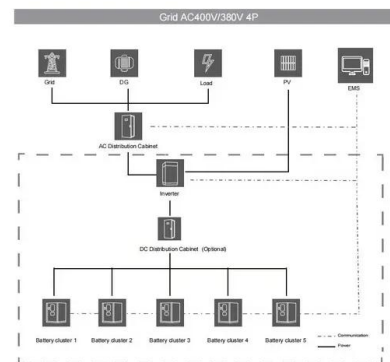 Grid AC400V/380V 4P
Grid
DG
Load
PV
EMS
AC Distribution Cabinet
Inverter
DC Distribution Cabinet (Optional)
Battery cluster 1
Battery cluster 2
Battery cluster 3
Battery cluster 4
Battery cluster 5
Communication
Power